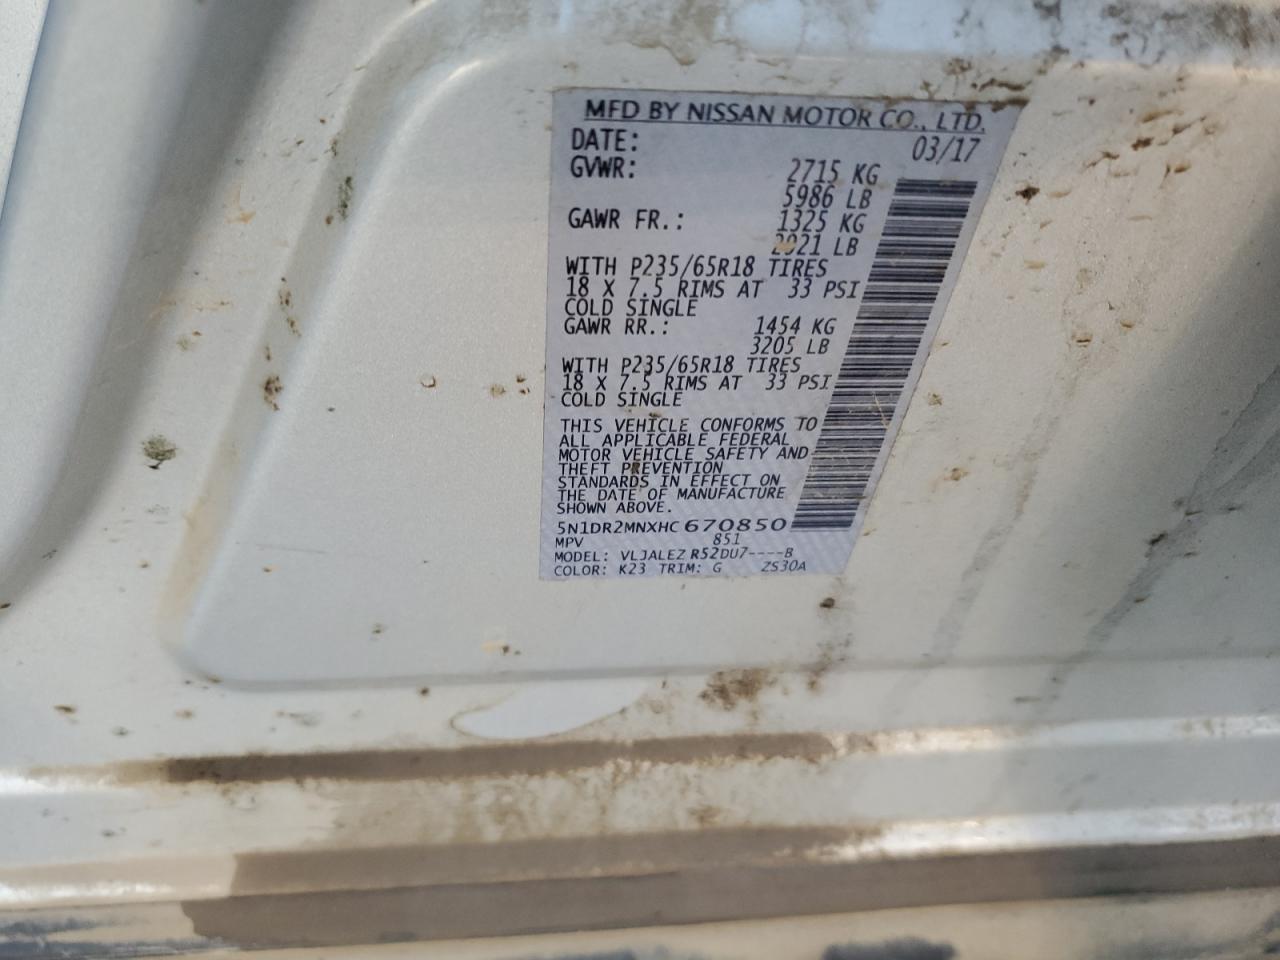 MFD BY NISSAN MOTOR CO., LTD.
DATE: 03/17
GVWR: 2715 KG
5986 LB
GAWR FR.: 1325 KG
2921 LB
WITH P235/65R18 TIRES
18 X 7.5 RIMS AT 33 PSI
COLD SINGLE
GAWR RR.: 1454 KG
3205 LB
WITH P235/65R18 TIRES
18 X 7.5 RIMS AT 33 PSI
COLD SINGLE
THIS VEHICLE CONFORMS TO
ALL APPLICABLE FEDERAL
MOTOR VEHICLE SAFETY AND
THEFT PREVENTION
STANDARDS IN EFFECT ON
THE DATE OF MANUFACTURE
SHOWN ABOVE.
5N1DR2MNXHC670850
MPV 851
MODEL: VLJALEZ R52DU7----B
COLOR: K23 TRIM: G ZS30A